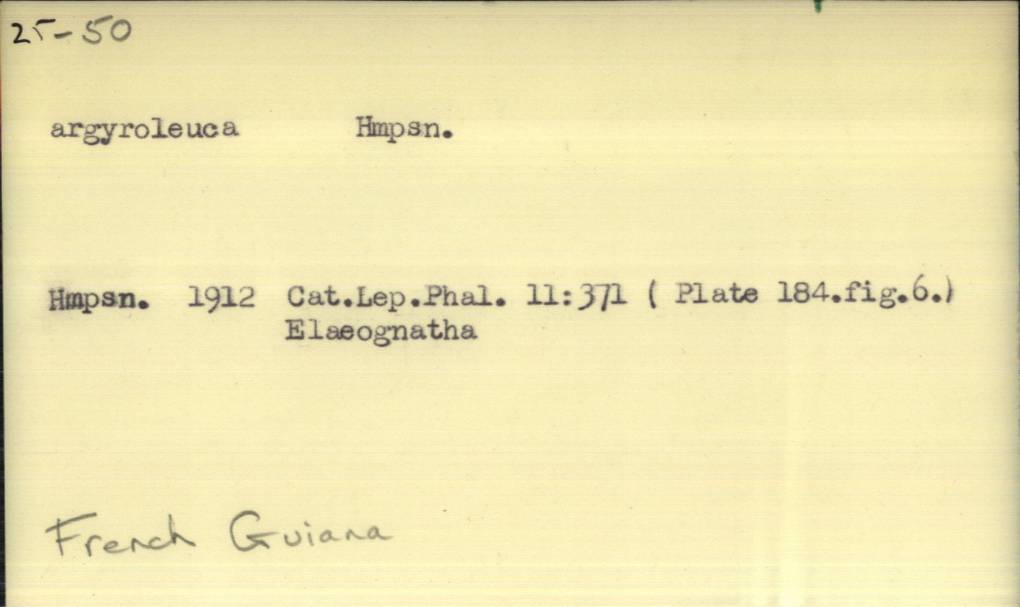 25-50
argyroleuca Hmpsn.
Hmpsn. 1912 Cat.Lep.Phal. 11:371 ( Plate 184.fig.6.)
Elaeognatha
French Guiana